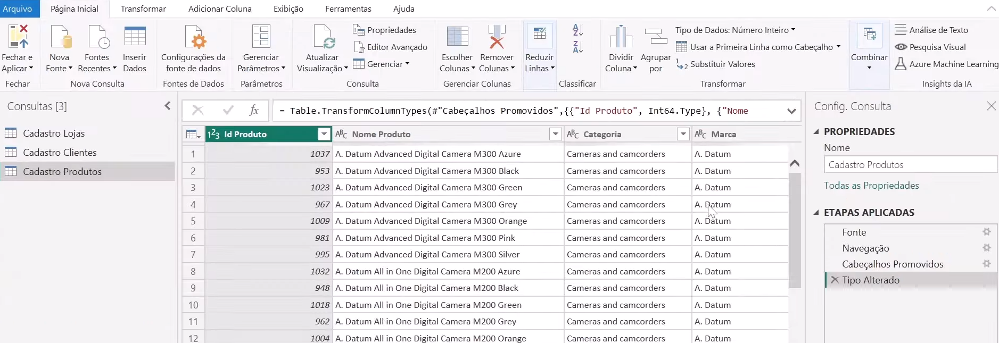 Arquivo
Página Inicial
Transformar
Adicionar Coluna
Exibição
Ferramentas
Ajuda
Fechar e
Aplicar
Fechar
Nova
Fonte
Fontes
Recentes
Inserir
Dados
Nova Consulta
Configurações da
fonte de dados
Fontes de Dados
Gerenciar
Parâmetros
Parâmetros
Atualizar
Visualização
Propriedades
Editor Avançado
Gerenciar
Consulta
Escolher
Colunas
Remover
Colunas
Gerenciar Colunas
Reduzir
Linhas
A
Z
Z
A
Classificar
Dividir
Coluna
Agrupar
por
Tipo de Dados: Número Inteiro
Usar a Primeira Linha como Cabeçalho
1 2 Substituir Valores
Transformar
Combinar
Análise de Texto
Pesquisa Visual
Azure Machine Learning
Insights da IA
Consultas [3]
Cadastro Lojas
Cadastro Clientes
Cadastro Produtos
fx
= Table.TransformColumnTypes(#"Cabeçalhos Promovidos",{{"Id Produto", Int64.Type}, {"Nome
123 Id Produto ABC Nome Produto ABC Categoria ABC Marca
1 1037 A. Datum Advanced Digital Camera M300 Azure Cameras and camcorders A. Datum
2 953 A. Datum Advanced Digital Camera M300 Black Cameras and camcorders A. Datum
3 1023 A. Datum Advanced Digital Camera M300 Green Cameras and camcorders A. Datum
4 967 A. Datum Advanced Digital Camera M300 Grey Cameras and camcorders A. Datum
5 1009 A. Datum Advanced Digital Camera M300 Orange Cameras and camcorders A. Datum
6 981 A. Datum Advanced Digital Camera M300 Pink Cameras and camcorders A. Datum
7 995 A. Datum Advanced Digital Camera M300 Silver Cameras and camcorders A. Datum
8 1032 A. Datum All in One Digital Camera M200 Azure Cameras and camcorders A. Datum
9 948 A. Datum All in One Digital Camera M200 Black Cameras and camcorders A. Datum
10 1018 A. Datum All in One Digital Camera M200 Green Cameras and camcorders A. Datum
11 962 A. Datum All in One Digital Camera M200 Grey Cameras and camcorders A. Datum
12 1004 A. Datum All in One Digital Camera M200 Orange Cameras and camcorders A. Datum
Config. Consulta
PROPRIEDADES
Nome
Cadastro Produtos
Todas as Propriedades
ETAPAS APLICADAS
Fonte
Navegação
Cabeçalhos Promovidos
Tipo Alterado